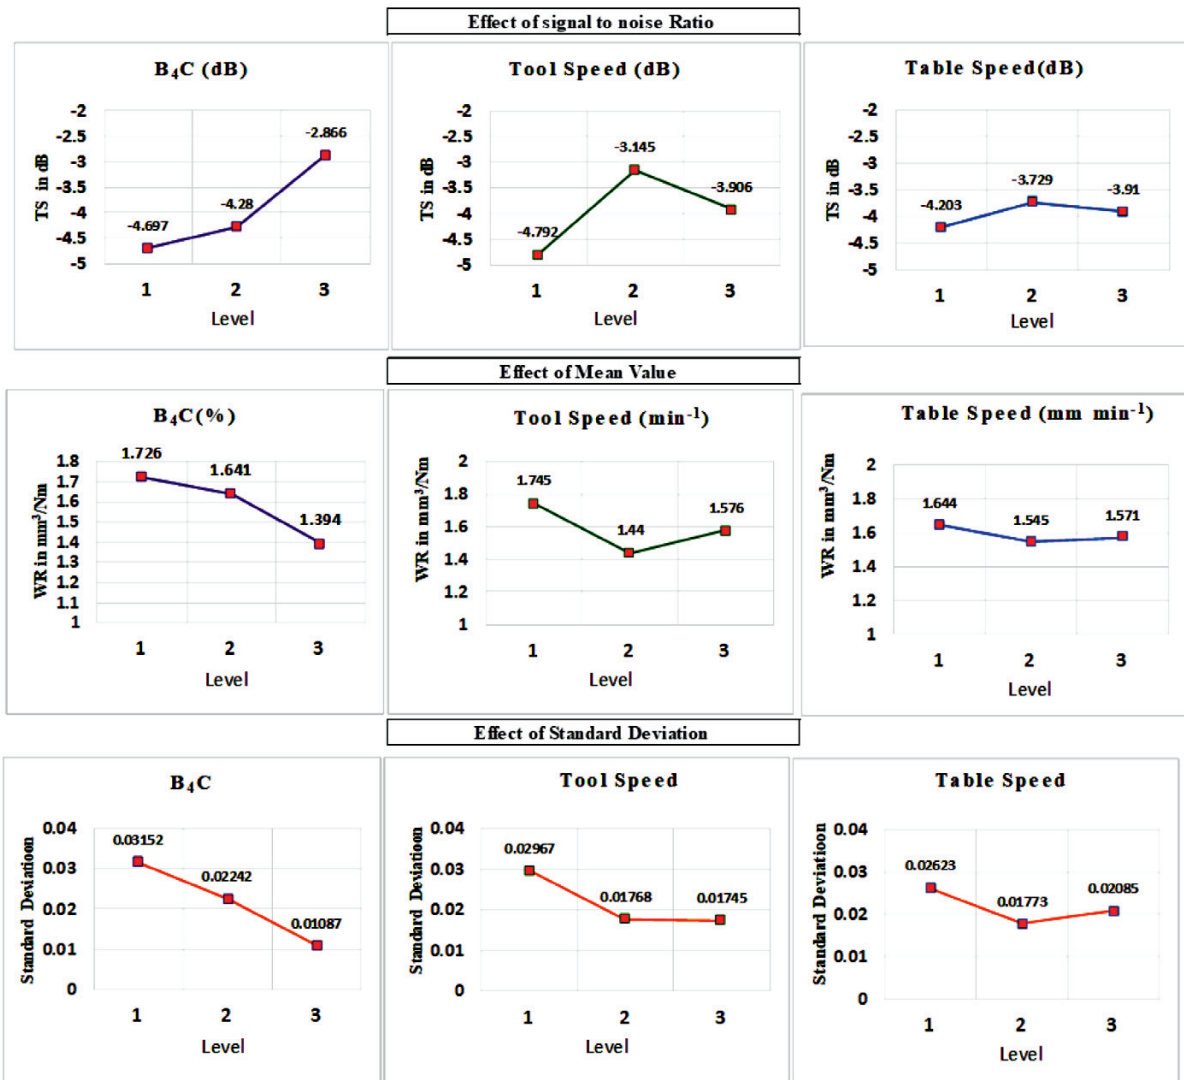 Effect of signal to noise Ratio
B₄C (dB)
TS in dB
-2
-2.5
-3
-3.5
-4
-4.5
-5
-4.697
-4.28
-2.866
1 2 3
Level
Tool Speed (dB)
TS in dB
-2
-2.5
-3
-3.5
-4
-4.5
-5
-4.792
-3.145
-3.906
1 2 3
Level
Table Speed(dB)
TS in dB
-2
-2.5
-3
-3.5
-4
-4.5
-5
-4.203
-3.729
-3.91
1 2 3
Level
Effect of Mean Value
B₄C(%)
WR in mm³/Nm
1.8
1.7
1.6
1.5
1.4
1.3
1.2
1.1
1
1.726
1.641
1.394
1 2 3
Level
Tool Speed (min⁻¹)
WR in mm³/Nm
2
1.8
1.6
1.4
1.2
1
1.745
1.44
1.576
1 2 3
Level
Table Speed (mm min⁻¹)
WR in mm³/Nm
2
1.8
1.6
1.4
1.2
1
1.644
1.545
1.571
1 2 3
Level
Effect of Standard Deviation
B₄C
Standard Deviatioon
0.04
0.03
0.02
0.01
0
0.03152
0.02242
0.01087
1 2 3
Level
Tool Speed
Standard Deviatioon
0.04
0.03
0.02
0.01
0
0.02967
0.01768
0.01745
1 2 3
Level
Table Speed
Standard Deviatioon
0.04
0.03
0.02
0.01
0
0.02623
0.01773
0.02085
1 2 3
Level